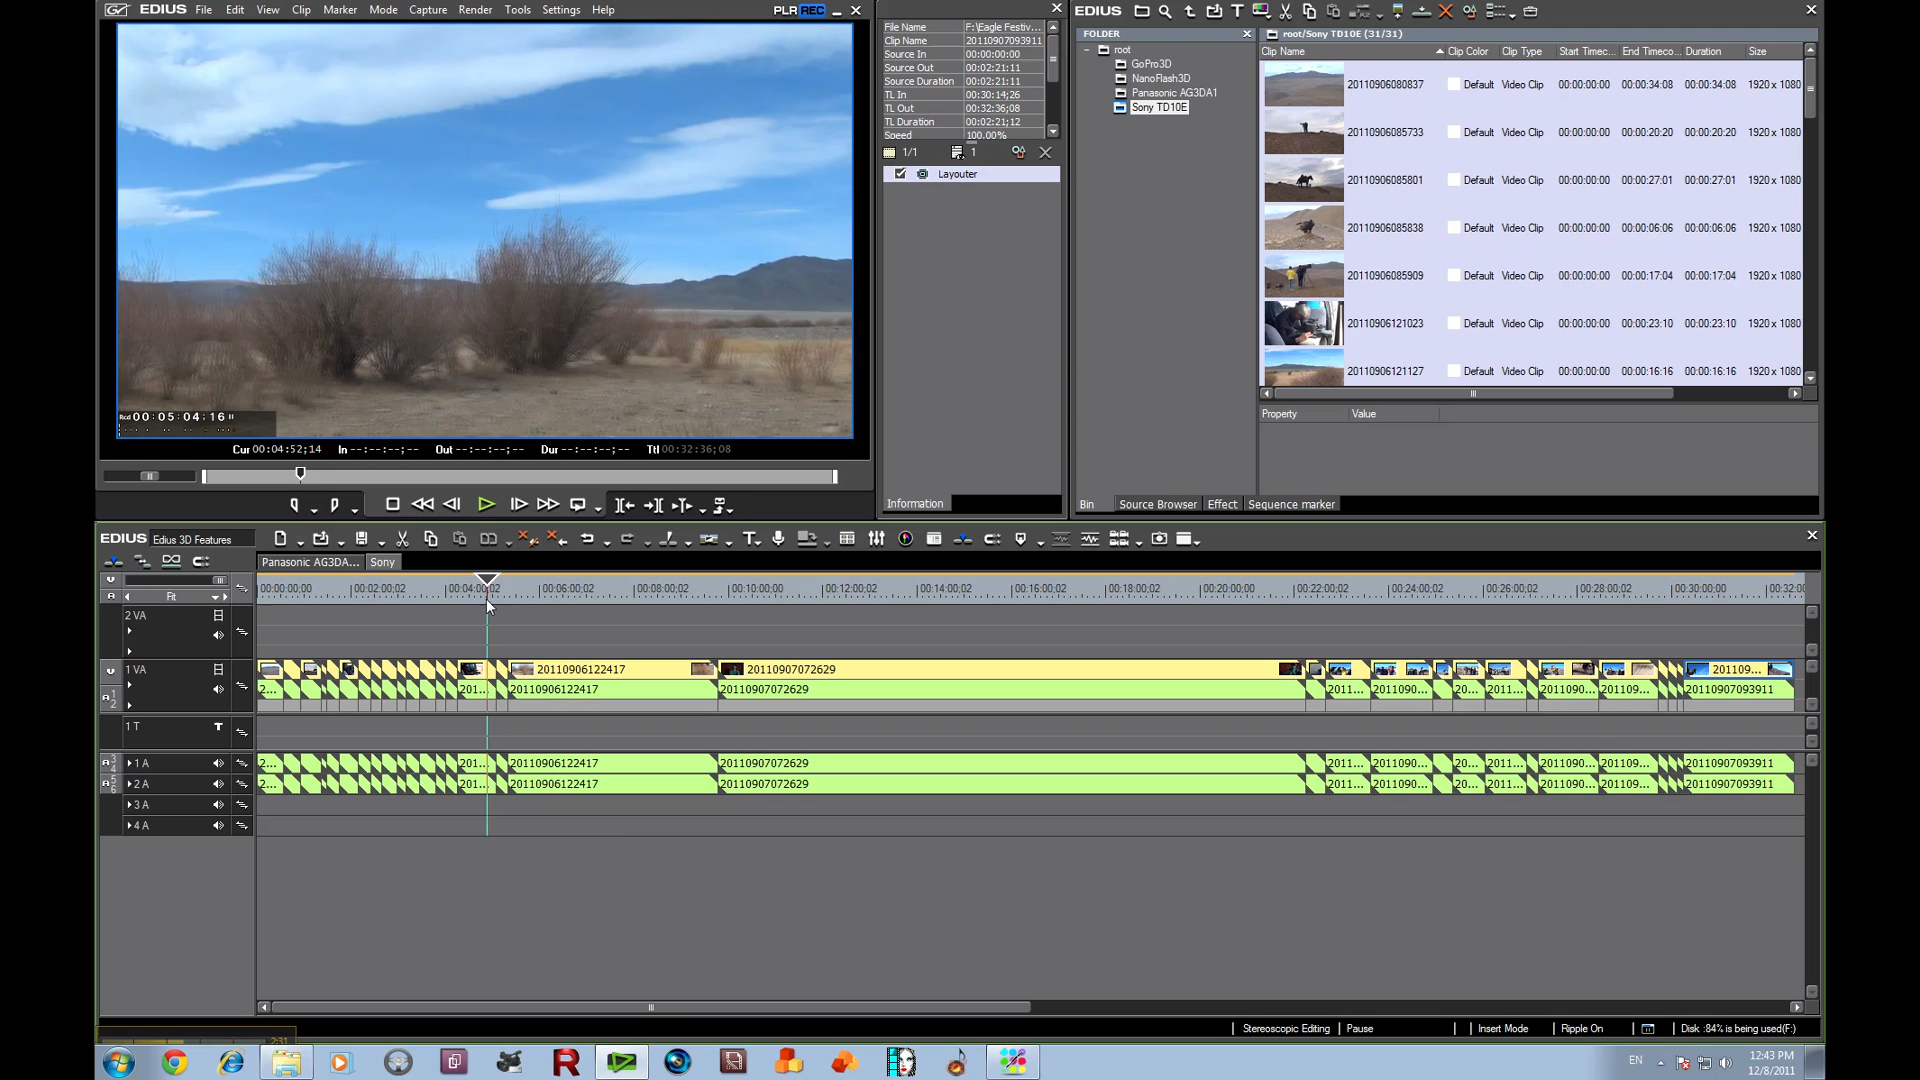 GV EDIUS File Edit View Clip Marker Mode Capture Render Tools Settings Help PLR REC
Rcd 00:05:04;16
Cur 00:04:52;14 In --:--:--;-- Out --:--:--;-- Dur --:--:--;-- Ttl 00:32:36;08
File Name F:\Eagle Festiv...
Clip Name 20110907093911
Source In 00:00:00:00
Source Out 00:02:21:11
Source Duration 00:02:21:11
TL In 00:30:14;26
TL Out 00:32:36;08
TL Duration 00:02:21;12
Speed 100.00%
1/1 1
Layouter
Information
EDIUS
FOLDER
root
GoPro3D
NanoFlash3D
Panasonic AG3DA1
Sony TD10E
root/Sony TD10E (31/31)
Clip Name Clip Color Clip Type Start Timec... End Timeco... Duration Size
20110906080837 Default Video Clip 00:00:00:00 00:00:34:08 00:00:34:08 1920 x 1080
20110906085733 Default Video Clip 00:00:00:00 00:00:20:20 00:00:20:20 1920 x 1080
20110906085801 Default Video Clip 00:00:00:00 00:00:27:01 00:00:27:01 1920 x 1080
20110906085838 Default Video Clip 00:00:00:00 00:00:06:06 00:00:06:06 1920 x 1080
20110906085909 Default Video Clip 00:00:00:00 00:00:17:04 00:00:17:04 1920 x 1080
20110906121023 Default Video Clip 00:00:00:00 00:00:23:10 00:00:23:10 1920 x 1080
20110906121127 Default Video Clip 00:00:00:00 00:00:16:16 00:00:16:16 1920 x 1080
Property Value
Bin Source Browser Effect Sequence marker
EDIUS Edius 3D Features
Panasonic AG3DA... Sony
00:00:00;00 00:02:00;02 00:04:00;02 00:06:00;02 00:08:00;02 00:10:00;02 00:12:00;02 00:14:00;02 00:16:00;02 00:18:00;02 00:20:00;02 00:22:00;02 00:24:00;02 00:26:00;02 00:28:00;02 00:30:00;02 00:32:00;
Fit
2 VA
1 VA 20110906122417 20110907072629 201109...
2... 201... 20110906122417 20110907072629 2011... 2011090... 20... 2011... 2011090... 201109... 20110907093911
1 2
1 T T
3 4 1 A 2... 201... 20110906122417 20110907072629 2011... 2011090... 20... 2011... 2011090... 201109... 20110907093911
5 6 2 A 2... 201... 20110906122417 20110907072629 2011... 2011090... 20... 2011... 2011090... 201109... 20110907093911
3 A
4 A
Stereoscopic Editing Pause Insert Mode Ripple On Disk :84% is being used(F:)
2:31
EN 12:43 PM
12/8/2011